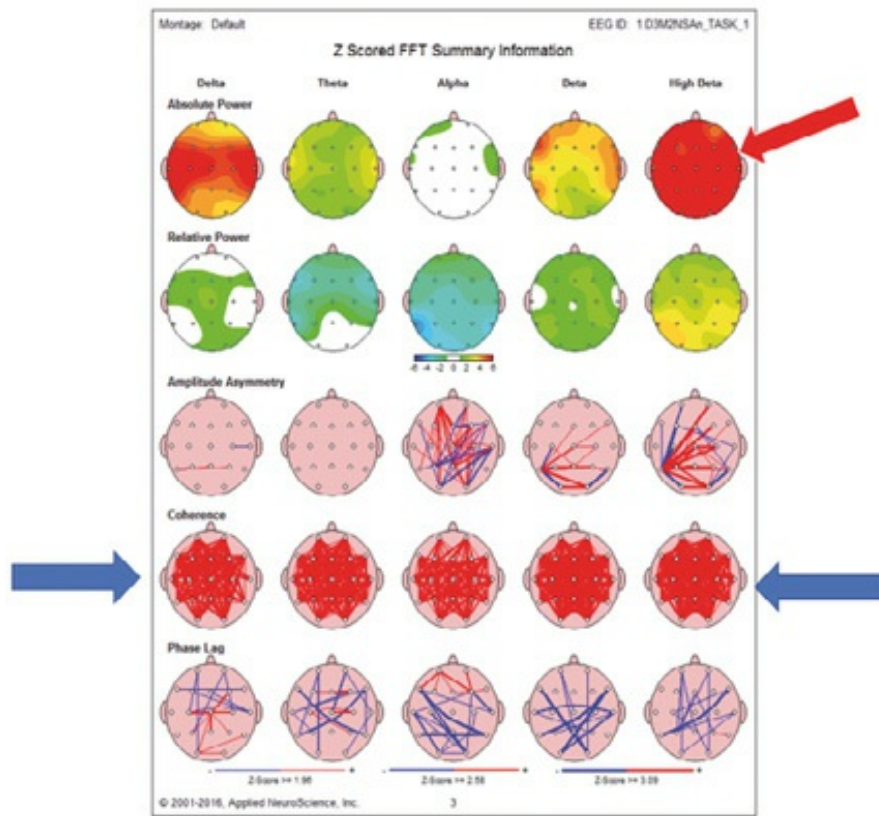 Montage: Default EEG ID: 1.D3M2NSAn_TASK_1
Z Scored FFT Summary Information
Delta Theta Alpha Beta High Beta
Absolute Power
Relative Power
-6 -4 -2 0 2 4 6
Amplitude Asymmetry
Coherence
Phase Lag
- + - + - +
Z-Score >= 1.96 Z-Score >= 2.58 Z-Score >= 3.09
© 2001-2016, Applied NeuroScience, Inc. 3